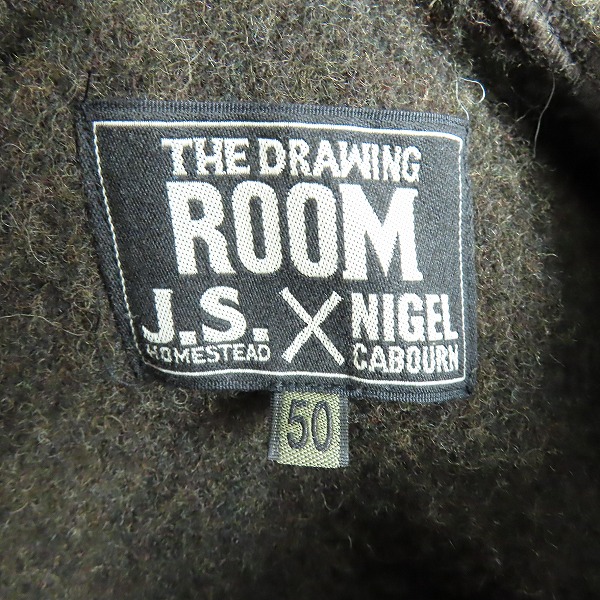 THE DRAWING
ROOM
J.S. X NIGEL
HOMESTEAD CABOURN
50